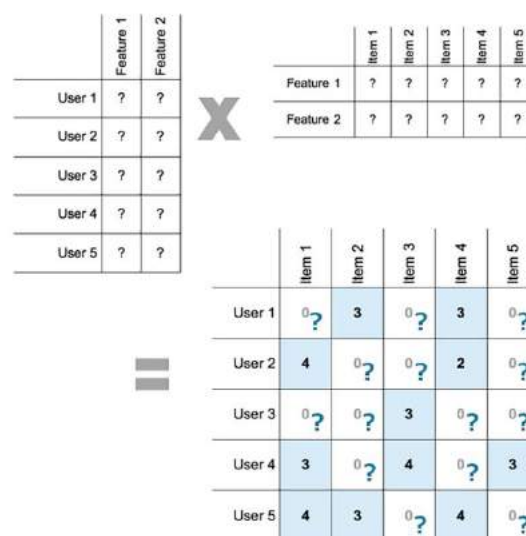 Feature 1 Feature 2
User 1 ? ?
User 2 ? ?
User 3 ? ?
User 4 ? ?
User 5 ? ?
X
Item 1 Item 2 Item 3 Item 4 Item 5
Feature 1 ? ? ? ? ?
Feature 2 ? ? ? ? ?
=
Item 1 Item 2 Item 3 Item 4 Item 5
User 1 0? 3 0? 3 0?
User 2 4 0? 0? 2 0?
User 3 0? 0? 3 0? 0?
User 4 3 0? 4 0? 3
User 5 4 3 0? 4 0?